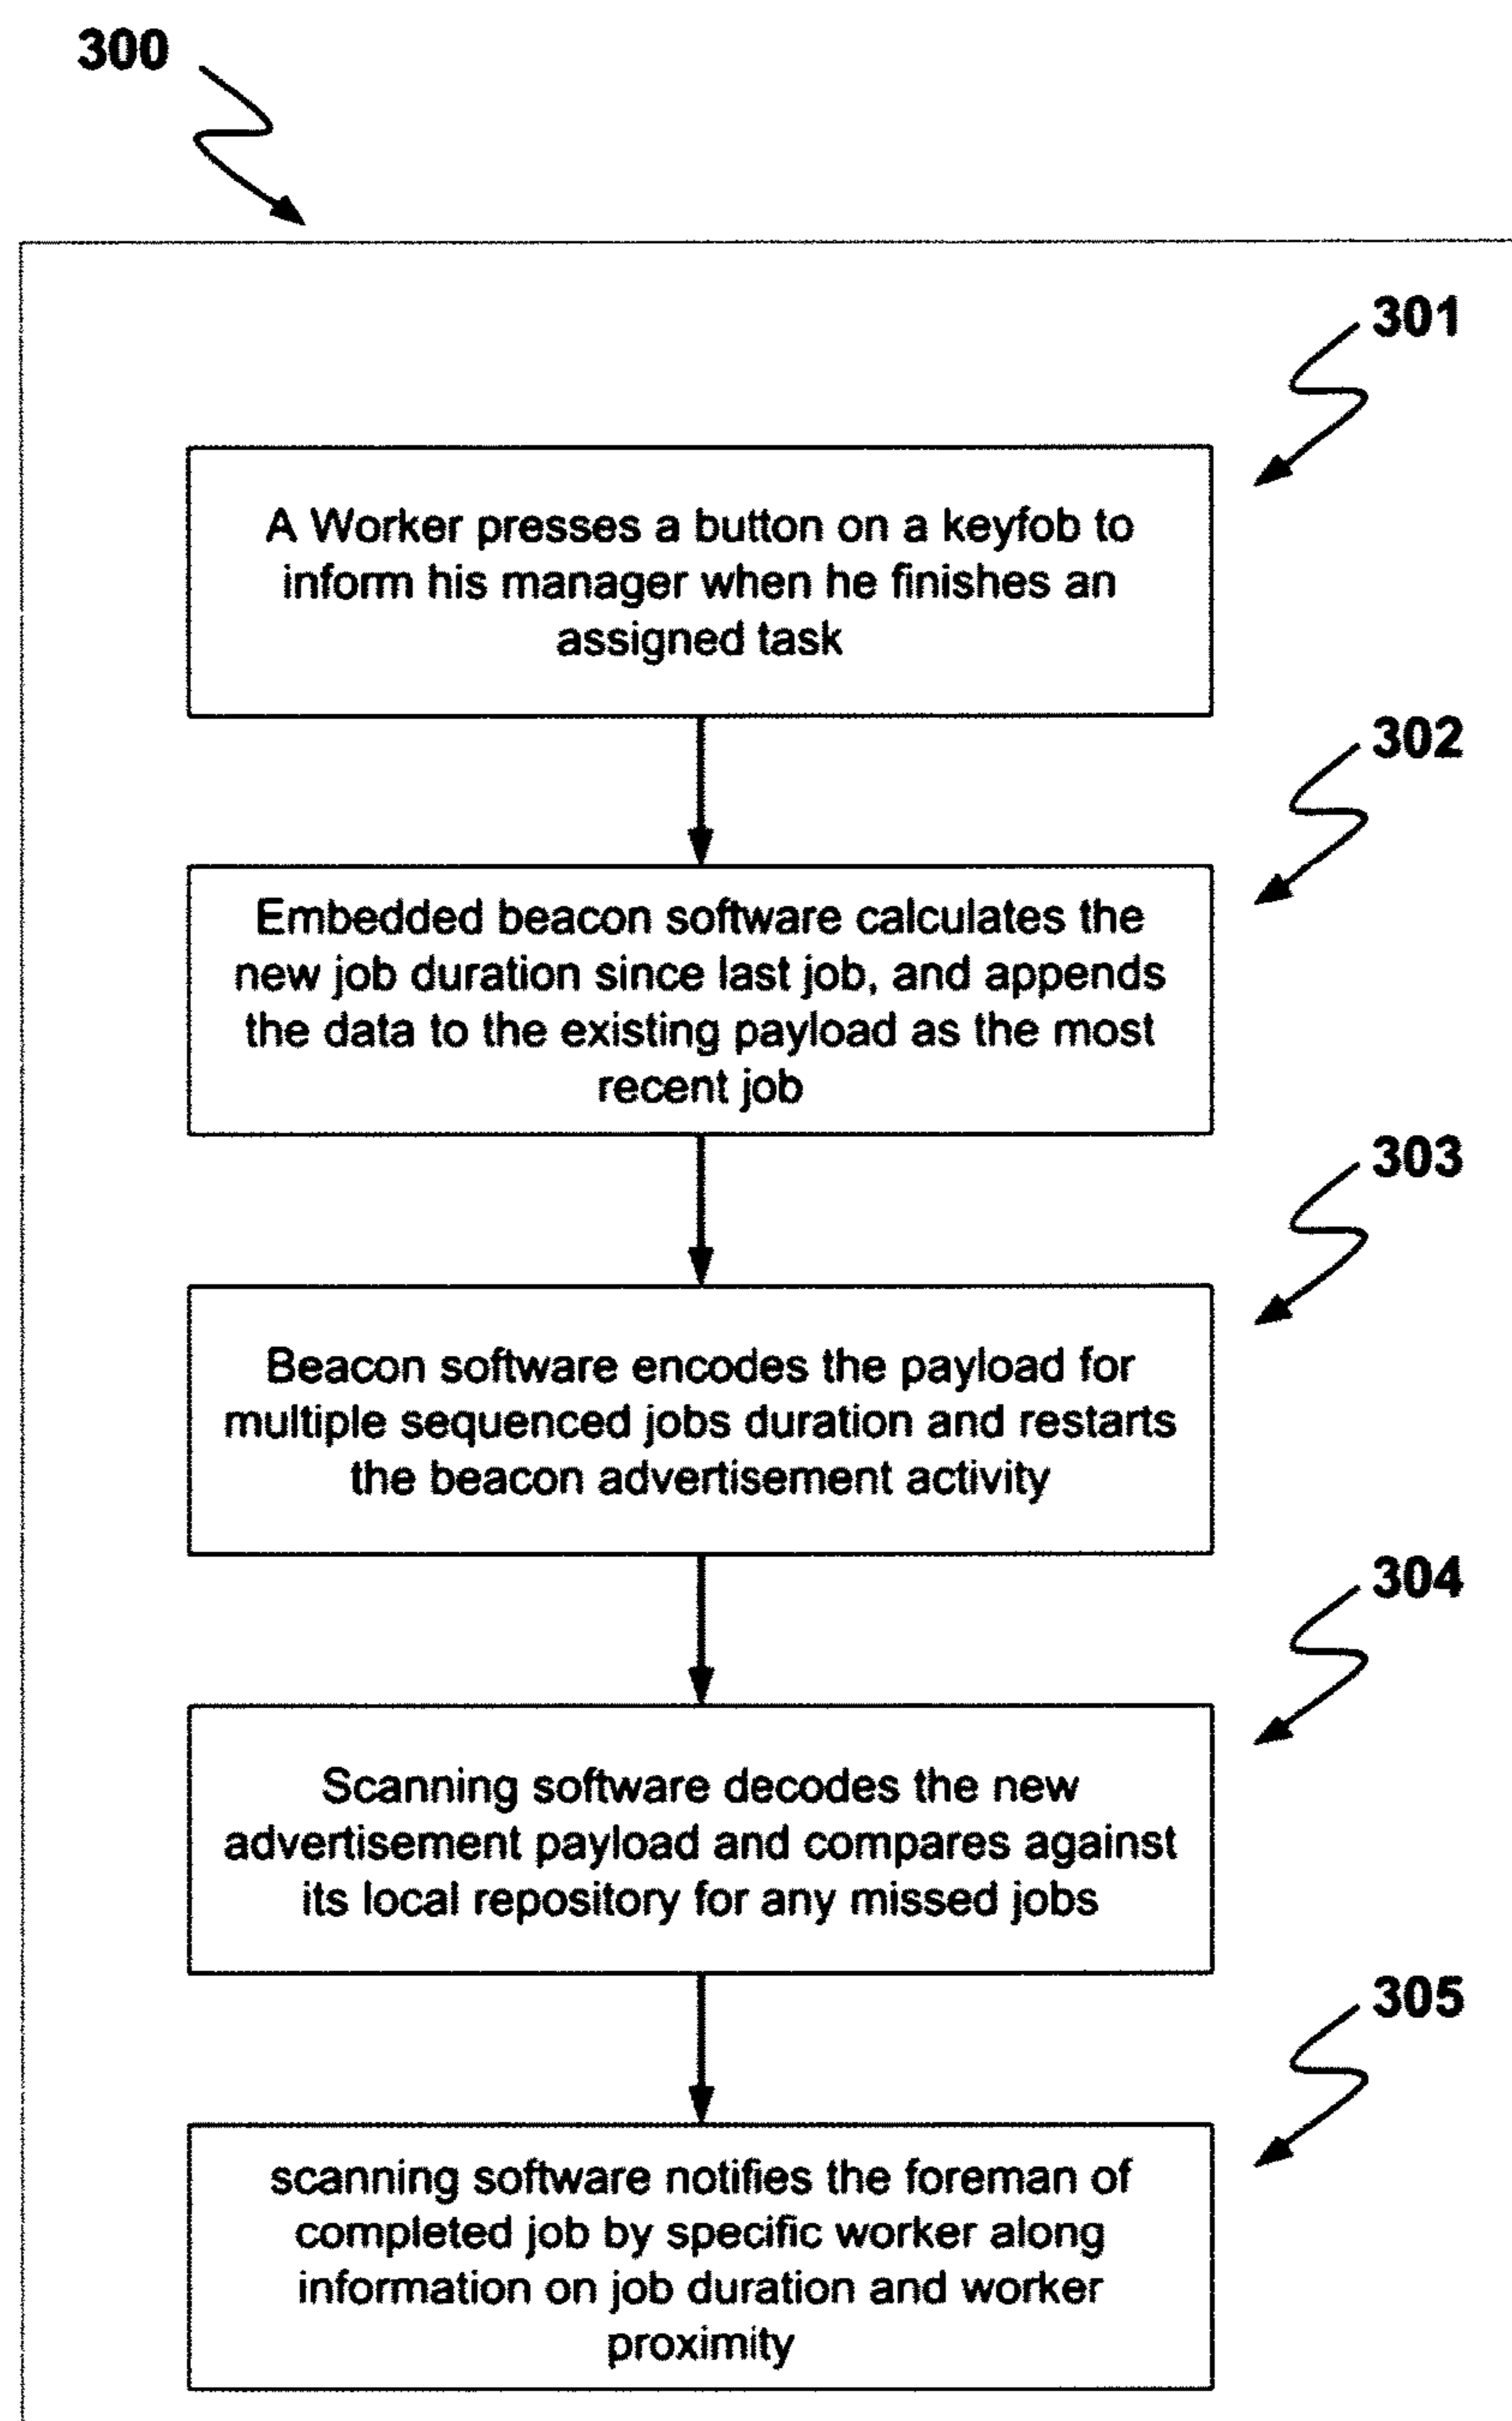 300
301
A Worker presses a button on a keyfob to
inform his manager when he finishes an
assigned task
302
Embedded beacon software calculates the
new job duration since last job, and appends
the data to the existing payload as the most
recent job
303
Beacon software encodes the payload for
multiple sequenced jobs duration and restarts
the beacon advertisement activity
304
Scanning software decodes the new
advertisement payload and compares against
its local repository for any missed jobs
305
scanning software notifies the foreman of
completed job by specific worker along
information on job duration and worker
proximity